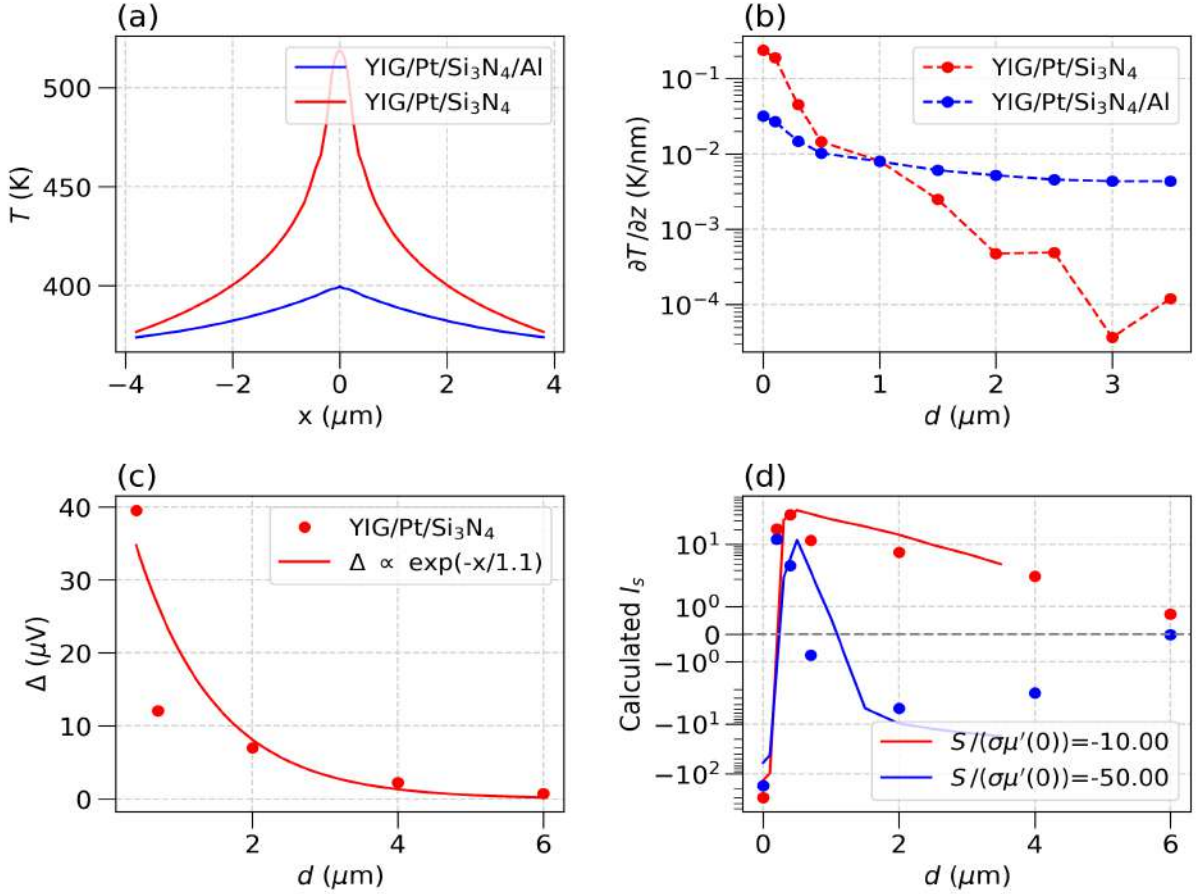 (a)
T (K)
500
450
400
YIG/Pt/Si₃N₄/Al
YIG/Pt/Si₃N₄
−4 −2 0 2 4
x (μm)
(b)
∂T/∂z (K/nm)
10⁻¹
10⁻²
10⁻³
10⁻⁴
YIG/Pt/Si₃N₄
YIG/Pt/Si₃N₄/Al
0 1 2 3
d (μm)
(c)
Δ (μV)
40
30
20
10
0
YIG/Pt/Si₃N₄
Δ ∝ exp(-x/1.1)
2 4 6
d (μm)
(d)
Calculated Iₛ
10¹
10⁰
0
−10⁰
−10¹
−10²
S/(σμ′(0))=-10.00
S/(σμ′(0))=-50.00
0 2 4 6
d (μm)